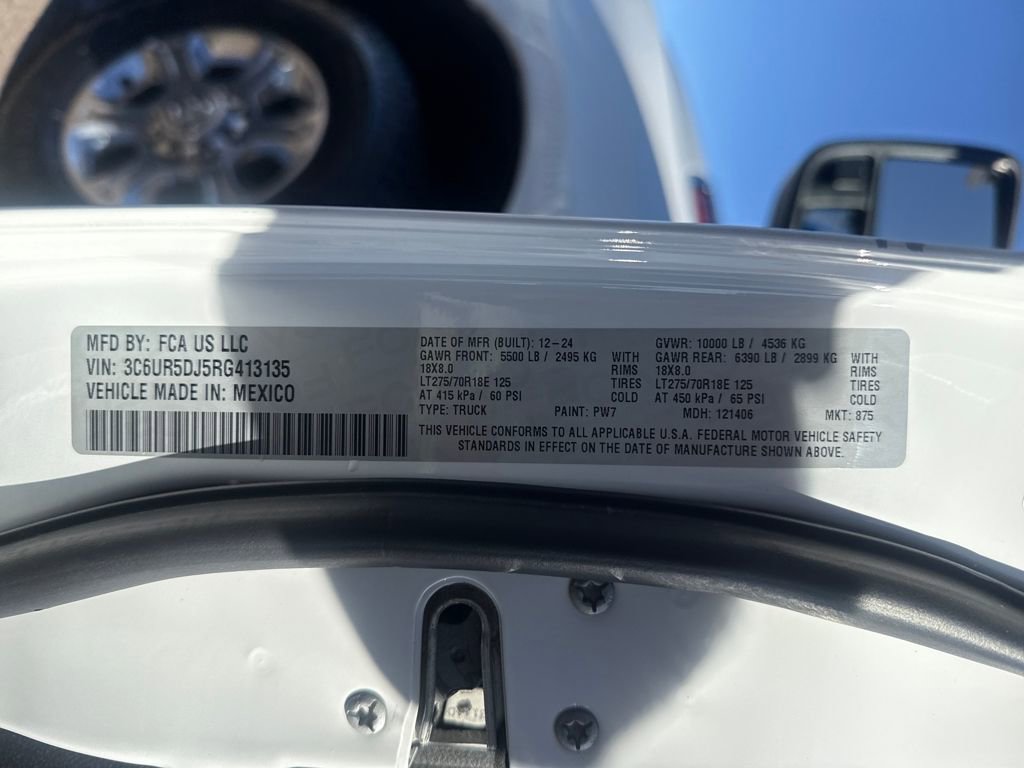 MFD BY: FCA US LLC
VIN: 3C6UR5DJ5RG413135
VEHICLE MADE IN: MEXICO
DATE OF MFR (BUILT): 12-24
GAWR FRONT: 5500 LB / 2495 KG WITH
18X8.0 RIMS
LT275/70R18E 125 TIRES
AT 415 kPa / 60 PSI COLD
TYPE: TRUCK PAINT: PW7
GVWR: 10000 LB / 4536 KG
GAWR REAR: 6390 LB / 2899 KG WITH
18X8.0 RIMS
LT275/70R18E 125 TIRES
AT 450 kPa / 65 PSI COLD
MDH: 121406 MKT: 875
THIS VEHICLE CONFORMS TO ALL APPLICABLE U.S.A. FEDERAL MOTOR VEHICLE SAFETY
STANDARDS IN EFFECT ON THE DATE OF MANUFACTURE SHOWN ABOVE.